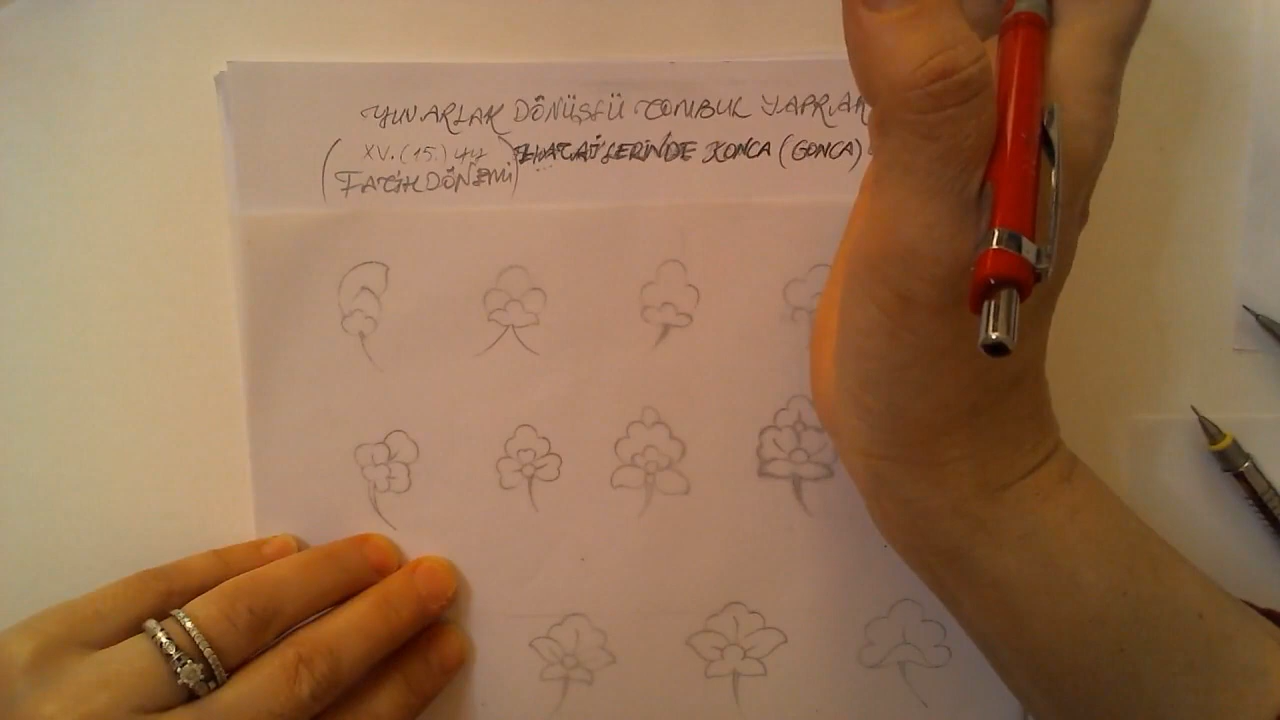 YUVARLAK DÖNÜŞLÜ TOMBUL YAPRAK
(XV. (15.) yy HATAİLERİNDE KONCA (GONCA)
FATİH DÖNEMİ)